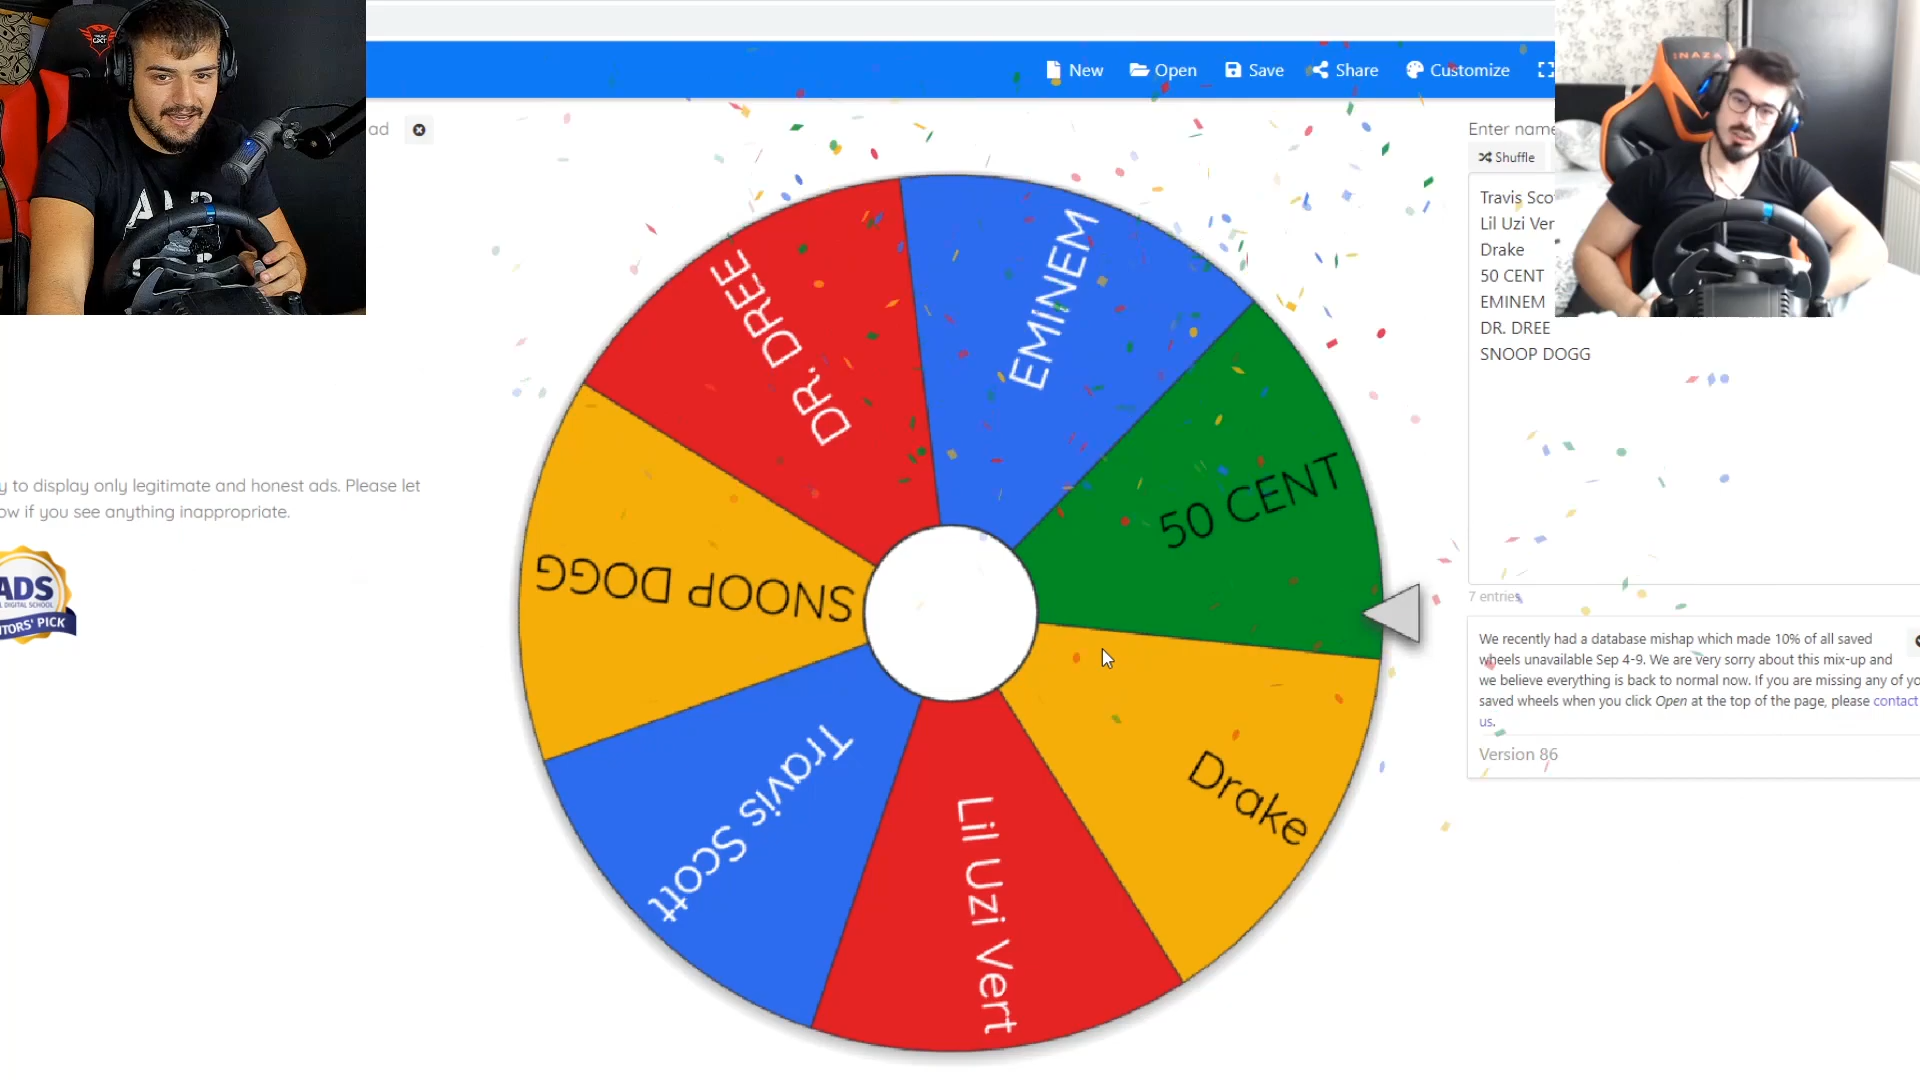 New Open Save Share Customize
ad
Enter name
Shuffle
Travis Sco
Lil Uzi Ver
Drake
50 CENT
EMINEM
DR. DREE
SNOOP DOGG
7 entries
We recently had a database mishap which made 10% of all saved
wheels unavailable Sep 4-9. We are very sorry about this mix-up and
we believe everything is back to normal now. If you are missing any of yo
saved wheels when you click Open at the top of the page, please contact
us.
Version 86
DR. DREE
EMINEM
50 CENT
Drake
Lil Uzi Vert
Travis Scott
SNOOP DOGG
y to display only legitimate and honest ads. Please let
ow if you see anything inappropriate.
ADS
L DIGITAL SCHOOL
ITORS' PICK
INAZA